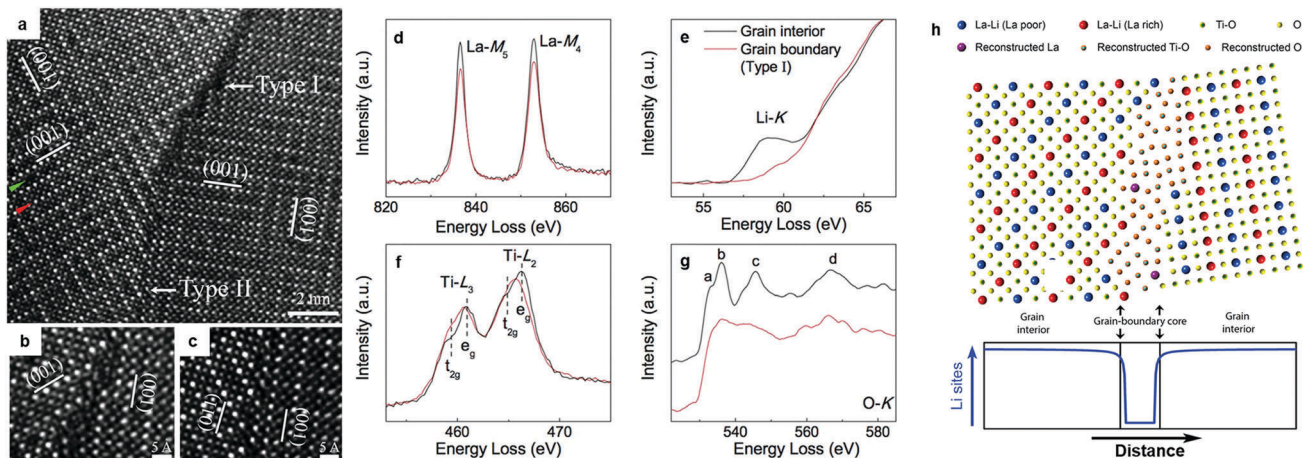 a
(100)
(001)
Type I
(001)
(100)
Type II
2 nm
b
(001)
(100)
5 Å
c
(110)
(001)
5 Å
d
La-M5
La-M4
Intensity (a.u.)
820 840 860
Energy Loss (eV)
e
Grain interior
Grain boundary
(Type I)
Li-K
Intensity (a.u.)
55 60 65
Energy Loss (eV)
f
Ti-L3
Ti-L2
t2g
eg
t2g
eg
Intensity (a.u.)
460 470
Energy Loss (eV)
g
a b c d
O-K
Intensity (a.u.)
520 540 560 580
Energy Loss (eV)
h
La-Li (La poor) La-Li (La rich) Ti-O O
Reconstructed La Reconstructed Ti-O Reconstructed O
Grain
interior
Grain-boundary core
Grain
interior
Li sites
Distance